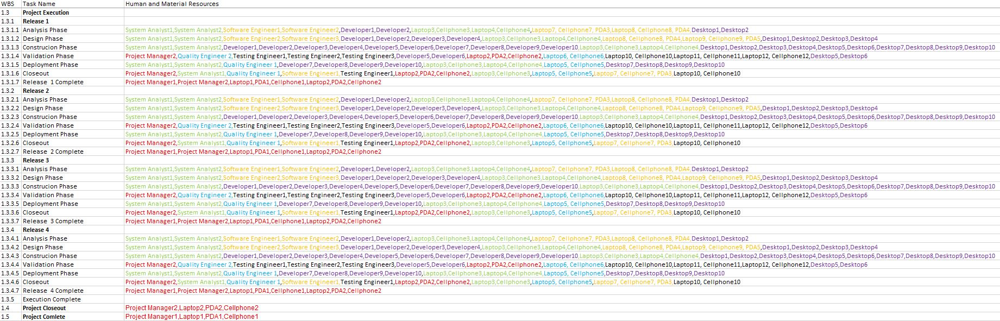 WBS Task Name Human and Material Resources
1.3 Project Execution
1.3.1 Release 1
1.3.1.1 Analysis Phase System Analyst1,System Analyst2,Software Engineer1,Software Engineer2,Developer1,Developer2,Laptop3,Cellphone3,Laptop4,Cellphone4,Laptop7, Cellphone7, PDA3,Laptop8, Cellphone8, PDA4,Desktop1,Desktop2
1.3.1.2 Design Phase System Analyst1,System Analyst2,Software Engineer2,Software Engineer3,Developer1,Developer2,Developer3,Developer4,Laptop3,Cellphone3,Laptop4,Cellphone4,Laptop8, Cellphone8, PDA4,Laptop9, Cellphone9, PDA5,Desktop1,Desktop2,Desktop3,Desktop4
1.3.1.3 Construcion Phase System Analyst1,System Analyst2,Developer1,Developer2,Developer3,Developer4,Developer5,Developer6,Developer7,Developer8,Developer9,Developer10,Laptop3,Cellphone3,Laptop4,Cellphone4,Desktop1,Desktop2,Desktop3,Desktop4,Desktop5,Desktop6,Desktop7,Desktop8,Desktop9,Desktop10
1.3.1.4 Validation Phase Project Manager2,Quality Engineer 2,Testing Engineer1,Testing Engineer2,Testing Engineer3,Developer5,Developer6,Laptop2,PDA2,Cellphone2,Laptop6, Cellphone6,Laptop10, Cellphone10,Laptop11, Cellphone11,Laptop12, Cellphone12,Desktop5,Desktop6
1.3.1.5 Deployment Phase System Analyst1,System Analyst2,Quality Engineer 1,Developer7,Developer8,Developer9,Developer10,Laptop3,Cellphone3,Laptop4,Cellphone4,Laptop5, Cellphone5,Desktop7,Desktop8,Desktop9,Desktop10
1.3.1.6 Closeout Project Manager2,System Analyst1,Quality Engineer 1,Software Engineer1,Testing Engineer1,Laptop2,PDA2,Cellphone2,Laptop3,Cellphone3,Laptop5, Cellphone5,Laptop7, Cellphone7, PDA3,Laptop10, Cellphone10
1.3.1.7 Release 1 Complete Project Manager1,Project Manager2,Laptop1,PDA1,Cellphone1,Laptop2,PDA2,Cellphone2
1.3.2 Release 2
1.3.2.1 Analysis Phase System Analyst1,System Analyst2,Software Engineer1,Software Engineer2,Developer1,Developer2,Laptop3,Cellphone3,Laptop4,Cellphone4,Laptop7, Cellphone7, PDA3,Laptop8, Cellphone8, PDA4,Desktop1,Desktop2
1.3.2.2 Design Phase System Analyst1,System Analyst2,Software Engineer2,Software Engineer3,Developer1,Developer2,Developer3,Developer4,Laptop3,Cellphone3,Laptop4,Cellphone4,Laptop8, Cellphone8, PDA4,Laptop9, Cellphone9, PDA5,Desktop1,Desktop2,Desktop3,Desktop4
1.3.2.3 Construcion Phase System Analyst1,System Analyst2,Developer1,Developer2,Developer3,Developer4,Developer5,Developer6,Developer7,Developer8,Developer9,Developer10,Laptop3,Cellphone3,Laptop4,Cellphone4,Desktop1,Desktop2,Desktop3,Desktop4,Desktop5,Desktop6,Desktop7,Desktop8,Desktop9,Desktop10
1.3.2.4 Validation Phase Project Manager2,Quality Engineer 2,Testing Engineer1,Testing Engineer2,Testing Engineer3,Developer5,Developer6,Laptop2,PDA2,Cellphone2,Laptop6, Cellphone6,Laptop10, Cellphone10,Laptop11, Cellphone11,Laptop12, Cellphone12,Desktop5,Desktop6
1.3.2.5 Deployment Phase System Analyst1,System Analyst2,Quality Engineer 1,Developer7,Developer8,Developer9,Developer10,Laptop3,Cellphone3,Laptop4,Cellphone4,Laptop5, Cellphone5,Desktop7,Desktop8,Desktop9,Desktop10
1.3.2.6 Closeout Project Manager2,System Analyst1,Quality Engineer 1,Software Engineer1,Testing Engineer1,Laptop2,PDA2,Cellphone2,Laptop3,Cellphone3,Laptop5, Cellphone5,Laptop7, Cellphone7, PDA3,Laptop10, Cellphone10
1.3.2.7 Release 2 Complete Project Manager1,Project Manager2,Laptop1,PDA1,Cellphone1,Laptop2,PDA2,Cellphone2
1.3.3 Release 3
1.3.3.1 Analysis Phase System Analyst1,System Analyst2,Software Engineer1,Software Engineer2,Developer1,Developer2,Laptop3,Cellphone3,Laptop4,Cellphone4,Laptop7, Cellphone7, PDA3,Laptop8, Cellphone8, PDA4,Desktop1,Desktop2
1.3.3.2 Design Phase System Analyst1,System Analyst2,Software Engineer2,Software Engineer3,Developer1,Developer2,Developer3,Developer4,Laptop3,Cellphone3,Laptop4,Cellphone4,Laptop8, Cellphone8, PDA4,Laptop9, Cellphone9, PDA5,Desktop1,Desktop2,Desktop3,Desktop4
1.3.3.3 Construcion Phase System Analyst1,System Analyst2,Developer1,Developer2,Developer3,Developer4,Developer5,Developer6,Developer7,Developer8,Developer9,Developer10,Laptop3,Cellphone3,Laptop4,Cellphone4,Desktop1,Desktop2,Desktop3,Desktop4,Desktop5,Desktop6,Desktop7,Desktop8,Desktop9,Desktop10
1.3.3.4 Validation Phase Project Manager2,Quality Engineer 2,Testing Engineer1,Testing Engineer2,Testing Engineer3,Developer5,Developer6,Laptop2,PDA2,Cellphone2,Laptop6, Cellphone6,Laptop10, Cellphone10,Laptop11, Cellphone11,Laptop12, Cellphone12,Desktop5,Desktop6
1.3.3.5 Deployment Phase System Analyst1,System Analyst2,Quality Engineer 1,Developer7,Developer8,Developer9,Developer10,Laptop3,Cellphone3,Laptop4,Cellphone4,Laptop5, Cellphone5,Desktop7,Desktop8,Desktop9,Desktop10
1.3.3.6 Closeout Project Manager2,System Analyst1,Quality Engineer 1,Software Engineer1,Testing Engineer1,Laptop2,PDA2,Cellphone2,Laptop3,Cellphone3,Laptop5, Cellphone5,Laptop7, Cellphone7, PDA3,Laptop10, Cellphone10
1.3.3.7 Release 3 Complete Project Manager1,Project Manager2,Laptop1,PDA1,Cellphone1,Laptop2,PDA2,Cellphone2
1.3.4 Release 4
1.3.4.1 Analysis Phase System Analyst1,System Analyst2,Software Engineer1,Software Engineer2,Developer1,Developer2,Laptop3,Cellphone3,Laptop4,Cellphone4,Laptop7, Cellphone7, PDA3,Laptop8, Cellphone8, PDA4,Desktop1,Desktop2
1.3.4.2 Design Phase System Analyst1,System Analyst2,Software Engineer2,Software Engineer3,Developer1,Developer2,Developer3,Developer4,Laptop3,Cellphone3,Laptop4,Cellphone4,Laptop8, Cellphone8, PDA4,Laptop9, Cellphone9, PDA5,Desktop1,Desktop2,Desktop3,Desktop4
1.3.4.3 Construcion Phase System Analyst1,System Analyst2,Developer1,Developer2,Developer3,Developer4,Developer5,Developer6,Developer7,Developer8,Developer9,Developer10,Laptop3,Cellphone3,Laptop4,Cellphone4,Desktop1,Desktop2,Desktop3,Desktop4,Desktop5,Desktop6,Desktop7,Desktop8,Desktop9,Desktop10
1.3.4.4 Validation Phase Project Manager2,Quality Engineer 2,Testing Engineer1,Testing Engineer2,Testing Engineer3,Developer5,Developer6,Laptop2,PDA2,Cellphone2,Laptop6, Cellphone6,Laptop10, Cellphone10,Laptop11, Cellphone11,Laptop12, Cellphone12,Desktop5,Desktop6
1.3.4.5 Deployment Phase System Analyst1,System Analyst2,Quality Engineer 1,Developer7,Developer8,Developer9,Developer10,Laptop3,Cellphone3,Laptop4,Cellphone4,Laptop5, Cellphone5,Desktop7,Desktop8,Desktop9,Desktop10
1.3.4.6 Closeout Project Manager2,System Analyst1,Quality Engineer 1,Software Engineer1,Testing Engineer1,Laptop2,PDA2,Cellphone2,Laptop3,Cellphone3,Laptop5, Cellphone5,Laptop7, Cellphone7, PDA3,Laptop10, Cellphone10
1.3.4.7 Release 4 Complete Project Manager1,Project Manager2,Laptop1,PDA1,Cellphone1,Laptop2,PDA2,Cellphone2
1.3.5 Execution Complete
1.4 Project Closeout Project Manager2,Laptop2,PDA2,Cellphone2
1.5 Project Comlete Project Manager1,Laptop1,PDA1,Cellphone1